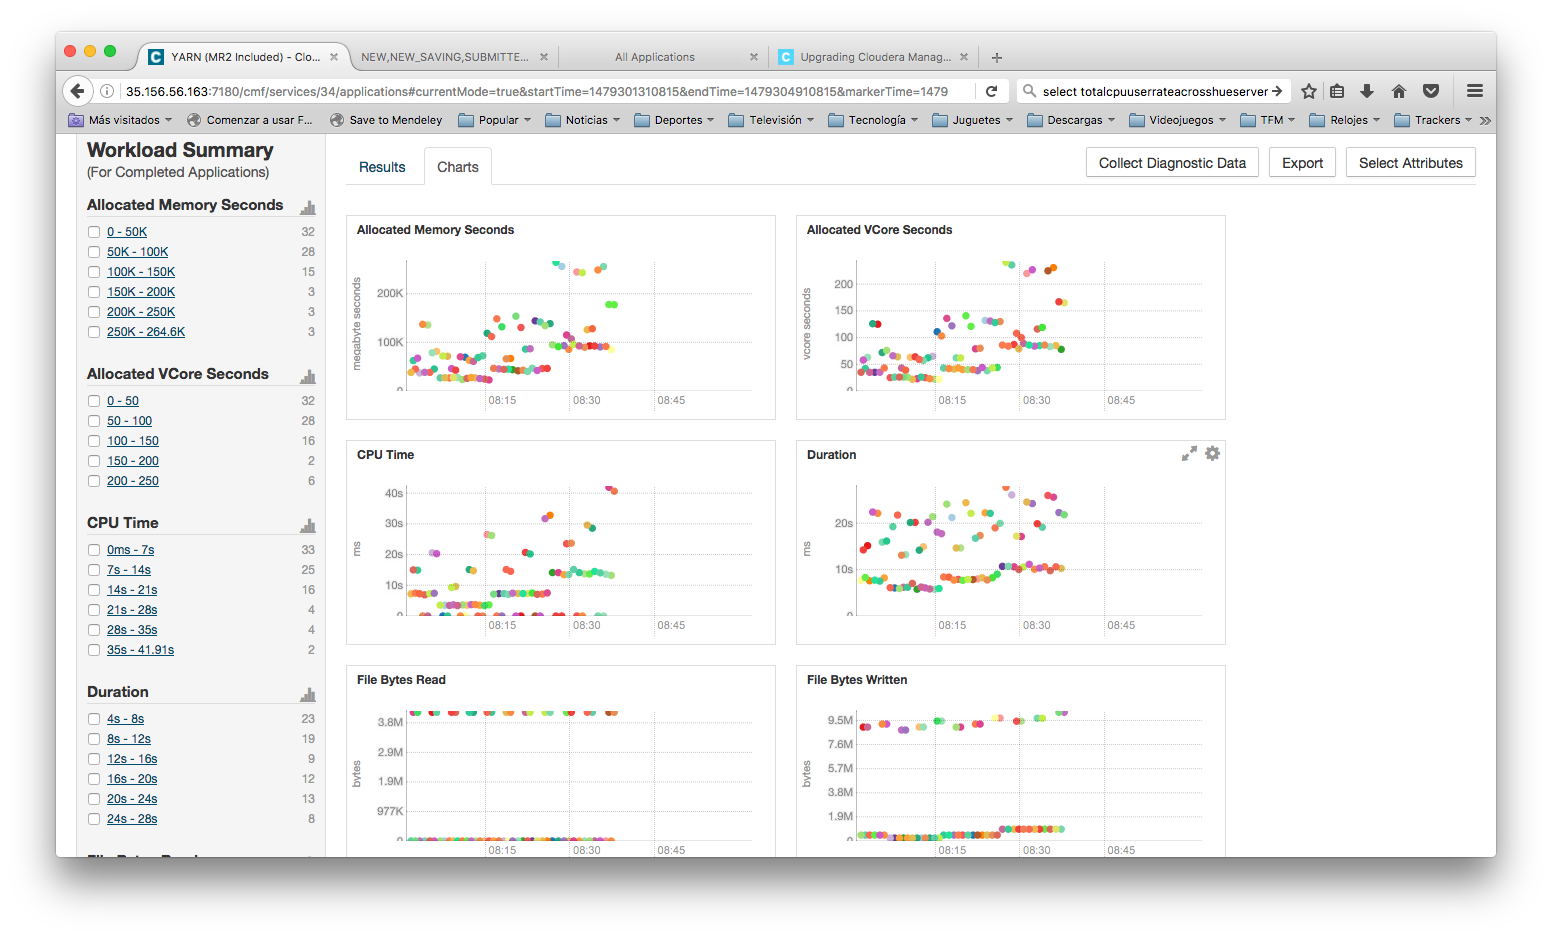 YARN (MR2 Included) - Clo...
NEW,NEW_SAVING,SUBMITTE...
All Applications
Upgrading Cloudera Manag...
35.156.56.163:7180/cmf/services/34/applications#currentMode=true&startTime=1479301310815&endTime=1479304910815&markerTime=1479
select totalcpuuserrateacrosshueserver
Más visitados
Comenzar a usar F...
Save to Mendeley
Popular
Noticias
Deportes
Televisión
Tecnología
Juguetes
Descargas
Videojuegos
TFM
Relojes
Trackers
Workload Summary
(For Completed Applications)
Allocated Memory Seconds
0 - 50K 32
50K - 100K 28
100K - 150K 15
150K - 200K 3
200K - 250K 3
250K - 264.6K 3
Allocated VCore Seconds
0 - 50 32
50 - 100 28
100 - 150 16
150 - 200 2
200 - 250 6
CPU Time
0ms - 7s 33
7s - 14s 25
14s - 21s 16
21s - 28s 4
28s - 35s 4
35s - 41.91s 2
Duration
4s - 8s 23
8s - 12s 19
12s - 16s 9
16s - 20s 12
20s - 24s 13
24s - 28s 8
Results
Charts
Collect Diagnostic Data
Export
Select Attributes
Allocated Memory Seconds
megabyte seconds
200K
100K
0
08:15 08:30 08:45
Allocated VCore Seconds
vcore seconds
200
150
100
50
0
08:15 08:30 08:45
CPU Time
ms
40s
30s
20s
10s
0
08:15 08:30 08:45
Duration
ms
20s
10s
0
08:15 08:30 08:45
File Bytes Read
bytes
3.8M
2.9M
1.9M
977K
0
08:15 08:30 08:45
File Bytes Written
bytes
9.5M
7.6M
5.7M
3.8M
1.9M
0
08:15 08:30 08:45